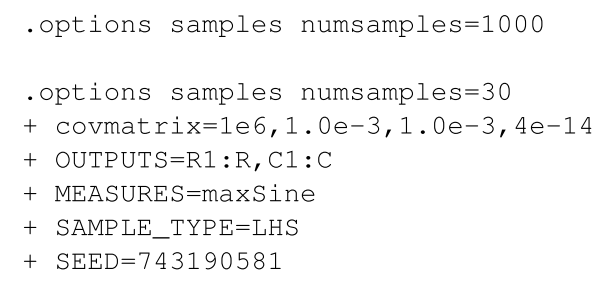 .options samples numsamples=1000
.options samples numsamples=30
+ covmatrix=1e6,1.0e-3,1.0e-3,4e-14
+ OUTPUTS=R1:R,C1:C
+ MEASURES=maxSine
+ SAMPLE_TYPE=LHS
+ SEED=743190581